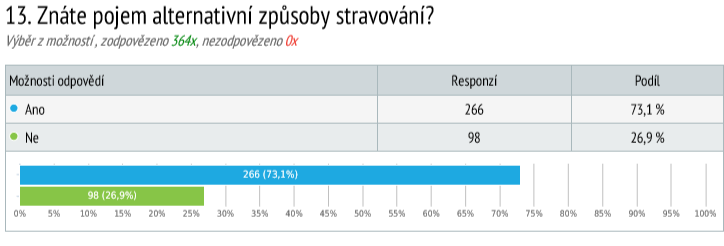 13. Znáte pojem alternativní způsoby stravování?
Výběr z možností, zodpovězeno 364x, nezodpovězeno 0x
Možnosti odpovědí Responzí Podíl
Ano 266 73,1 %
Ne 98 26,9 %
266 (73,1%)
98 (26,9%)
0% 5% 10% 15% 20% 25% 30% 35% 40% 45% 50% 55% 60% 65% 70% 75% 80% 85% 90% 95% 100%